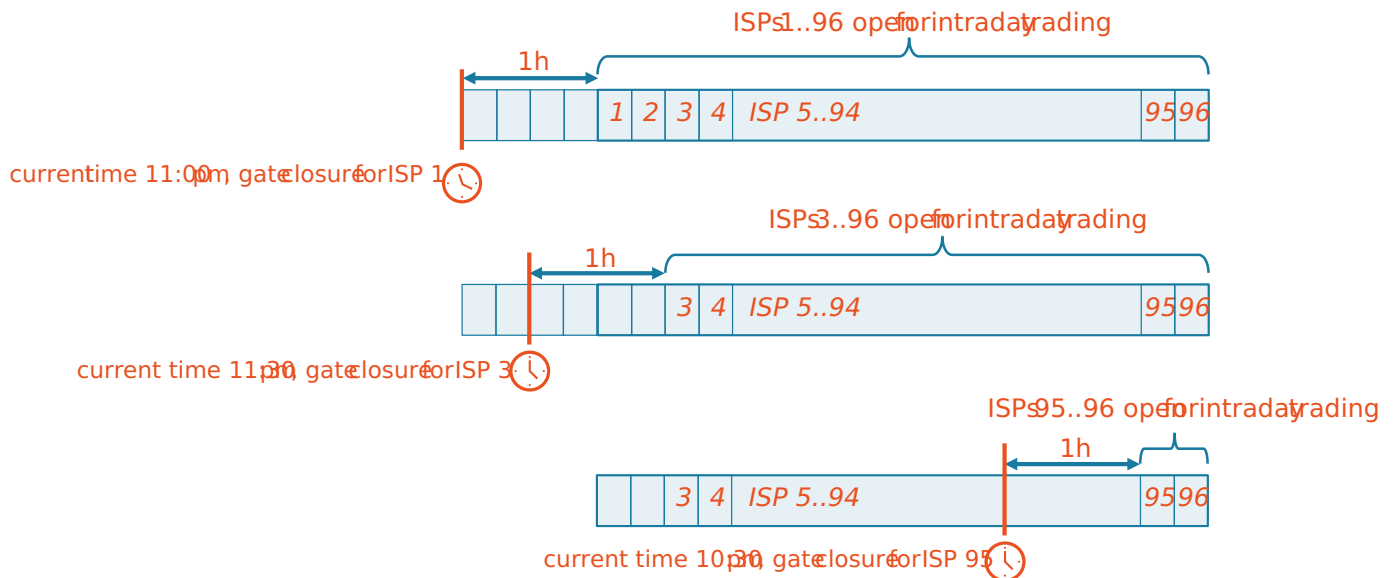 ISPs 1..96 open for intraday trading
1h
1 2 3 4 ISP 5..94 95 96
current time 11:00 pm, gate closure for ISP 1
ISPs 3..96 open for intraday trading
1h
3 4 ISP 5..94 95 96
current time 11:30 pm, gate closure for ISP 3
ISPs 95..96 open for intraday trading
1h
3 4 ISP 5..94 95 96
current time 10:30 pm, gate closure for ISP 95